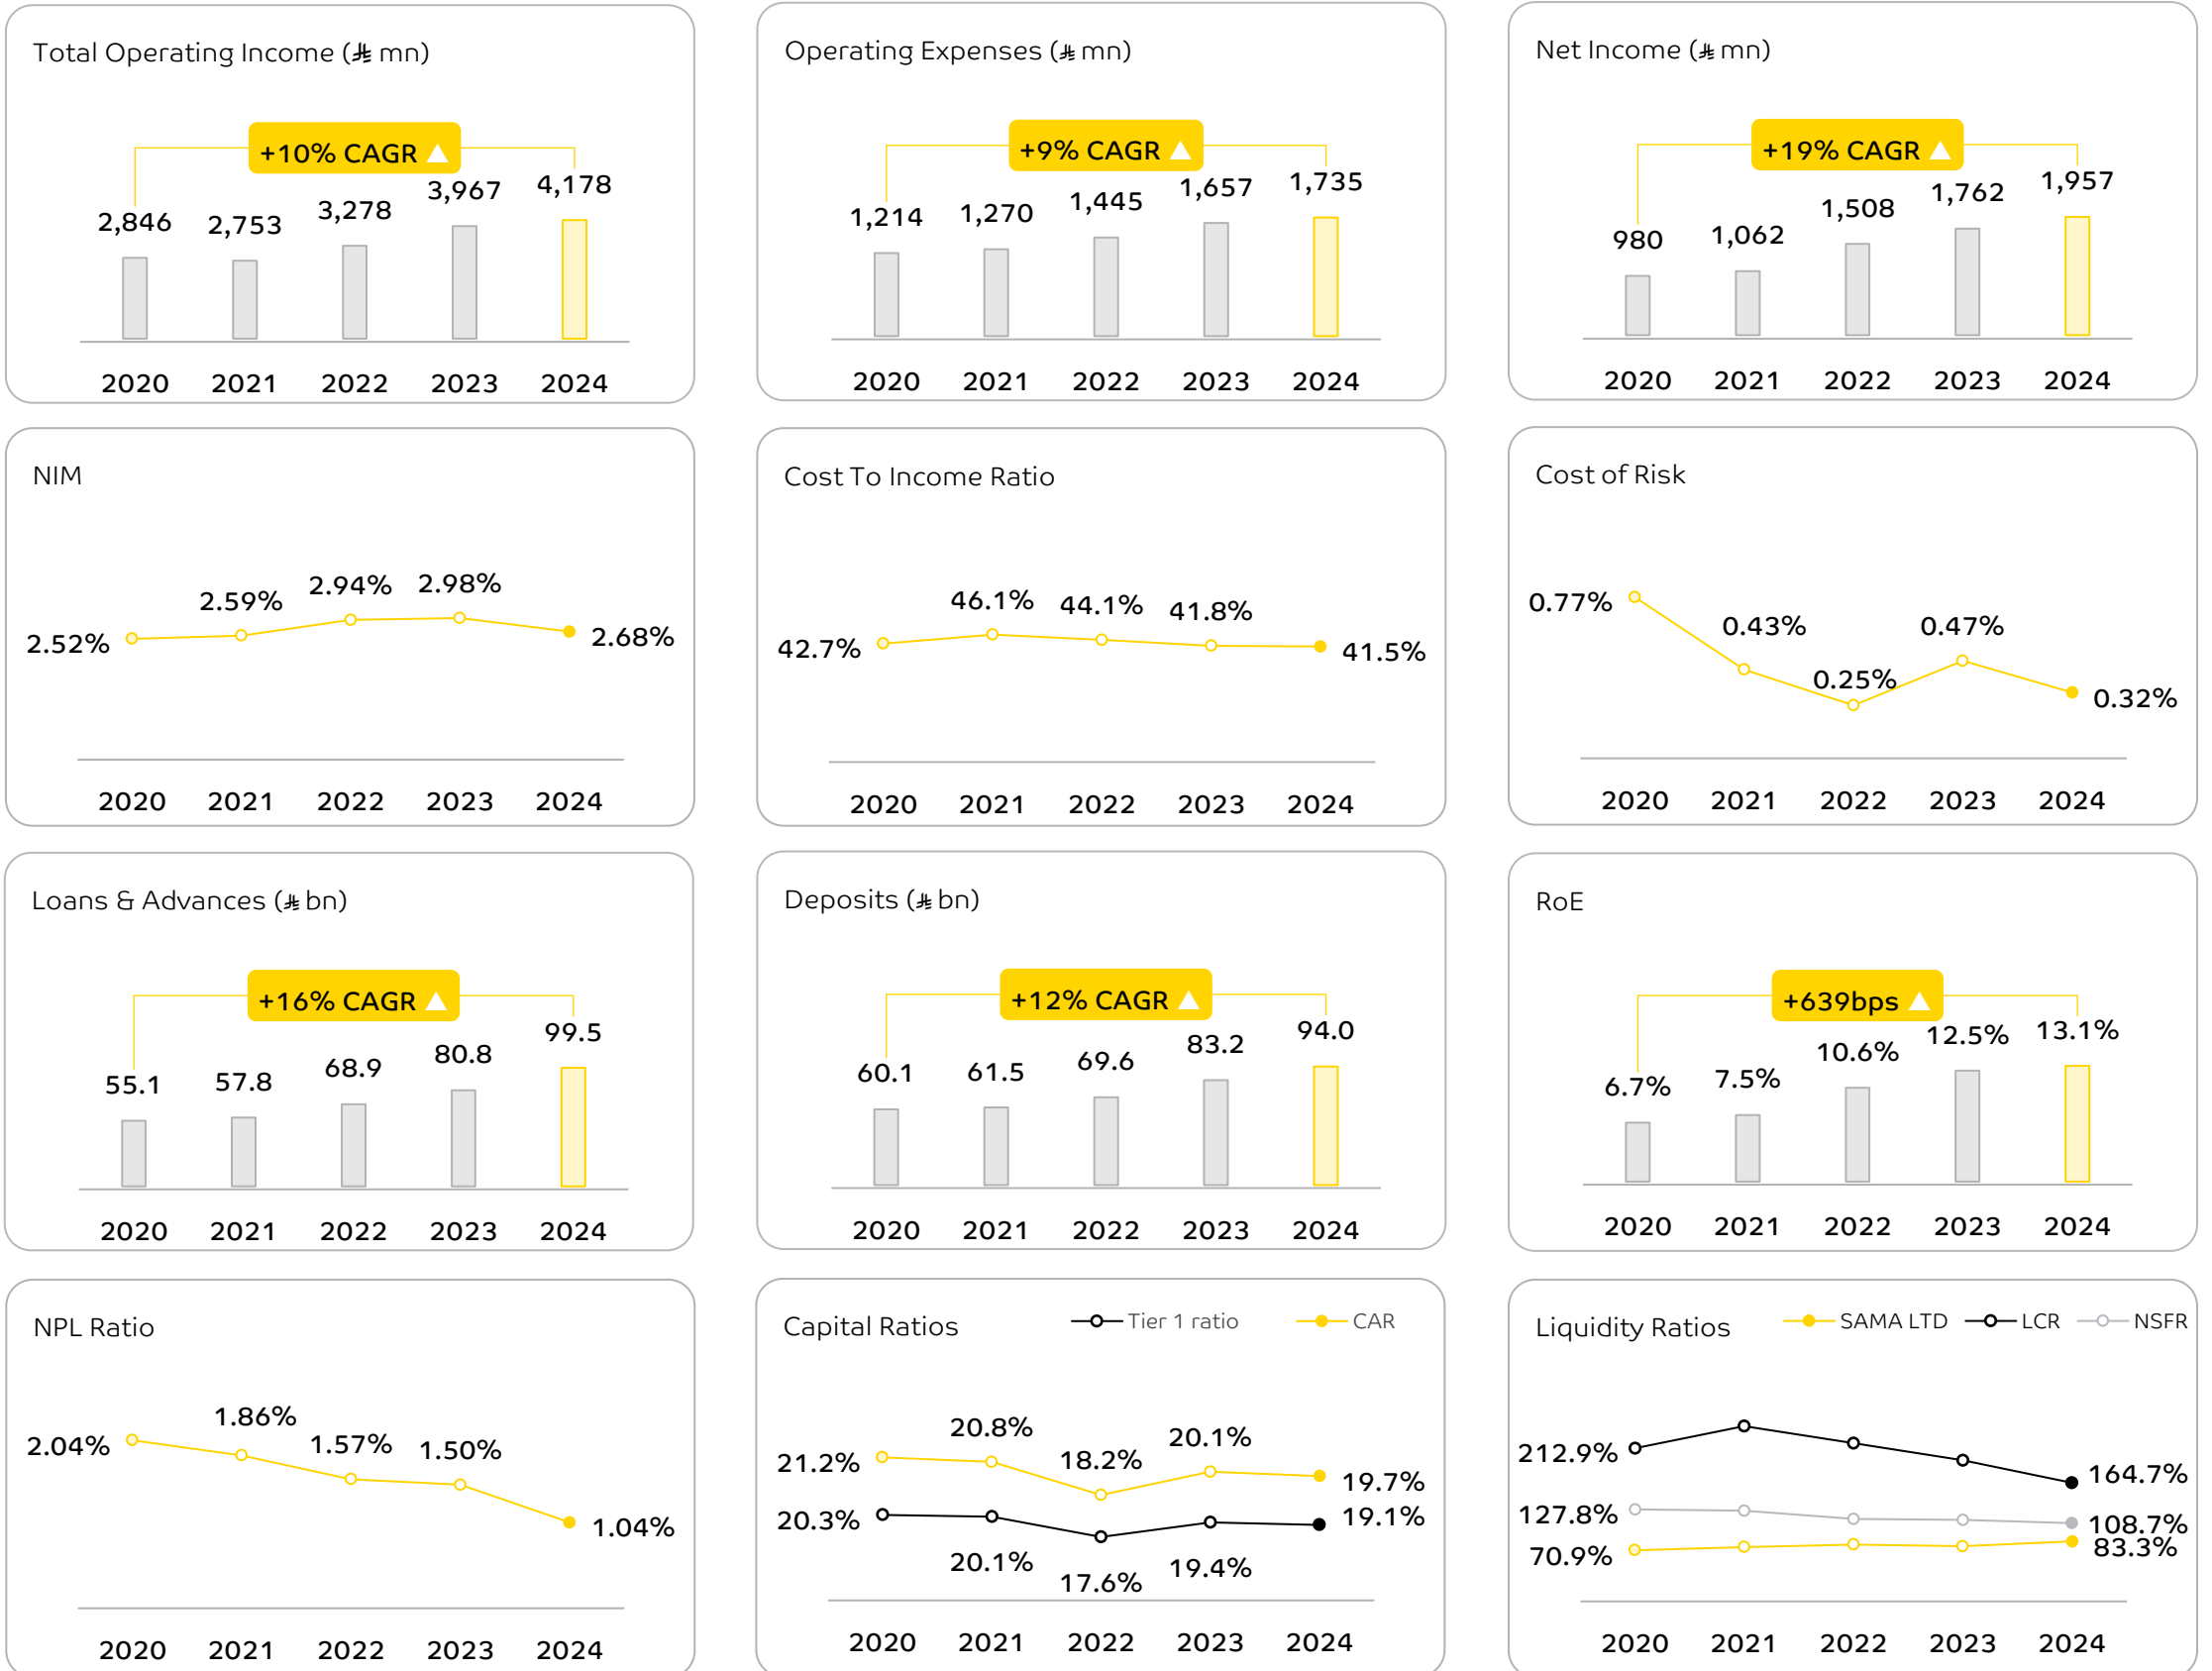 Total Operating Income (⃁ mn)
+10% CAGR
2,846 2,753 3,278 3,967 4,178
2020 2021 2022 2023 2024
Operating Expenses (⃁ mn)
+9% CAGR
1,214 1,270 1,445 1,657 1,735
2020 2021 2022 2023 2024
Net Income (⃁ mn)
+19% CAGR
980 1,062 1,508 1,762 1,957
2020 2021 2022 2023 2024
NIM
2.52% 2.59% 2.94% 2.98% 2.68%
2020 2021 2022 2023 2024
Cost To Income Ratio
42.7% 46.1% 44.1% 41.8% 41.5%
2020 2021 2022 2023 2024
Cost of Risk
0.77% 0.43% 0.25% 0.47% 0.32%
2020 2021 2022 2023 2024
Loans & Advances (⃁ bn)
+16% CAGR
55.1 57.8 68.9 80.8 99.5
2020 2021 2022 2023 2024
Deposits (⃁ bn)
+12% CAGR
60.1 61.5 69.6 83.2 94.0
2020 2021 2022 2023 2024
RoE
+639bps
6.7% 7.5% 10.6% 12.5% 13.1%
2020 2021 2022 2023 2024
NPL Ratio
2.04% 1.86% 1.57% 1.50% 1.04%
2020 2021 2022 2023 2024
Capital Ratios Tier 1 ratio CAR
21.2% 20.8% 18.2% 20.1% 19.7%
20.3% 20.1% 17.6% 19.4% 19.1%
2020 2021 2022 2023 2024
Liquidity Ratios SAMA LTD LCR NSFR
212.9% 164.7%
127.8% 108.7%
70.9% 83.3%
2020 2021 2022 2023 2024